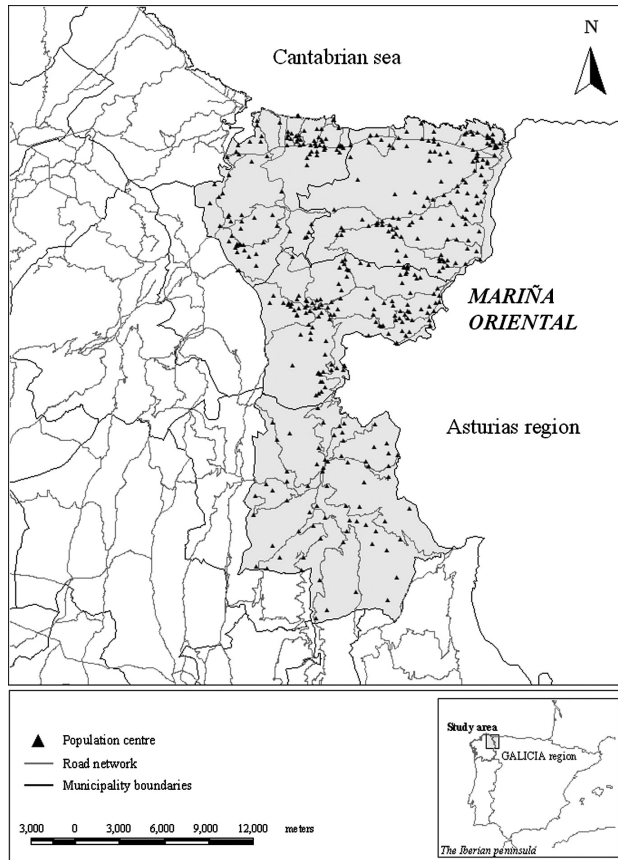 Cantabrian sea
N
MARIÑA
ORIENTAL
Asturias region
Population centre
Road network
Municipality boundaries
3,000 0 3,000 6,000 9,000 12,000 meters
Study area
GALICIA region
The Iberian peninsula